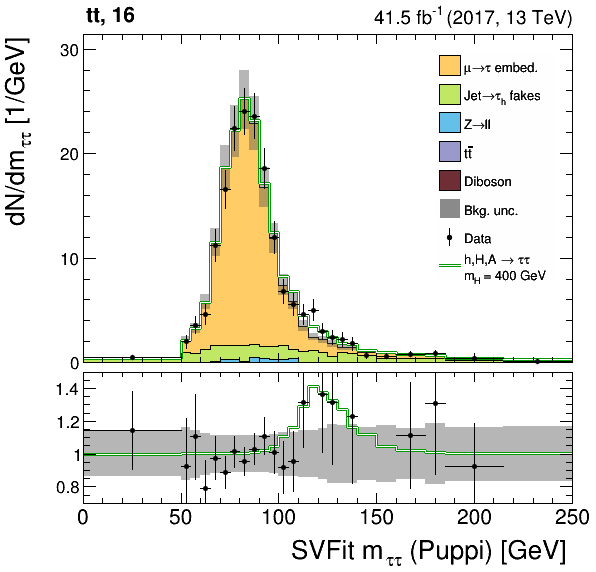 tt, 16
41.5 fb⁻¹ (2017, 13 TeV)
dN/dm_ττ [1/GeV]
30
20
10
0
μ→τ embed.
Jet→τ_h fakes
Z→ll
tt̄
Diboson
Bkg. unc.
Data
h,H,A → ττ
m_H = 400 GeV
1.4
1.2
1
0.8
0 50 100 150 200 250
SVFit m_ττ (Puppi) [GeV]